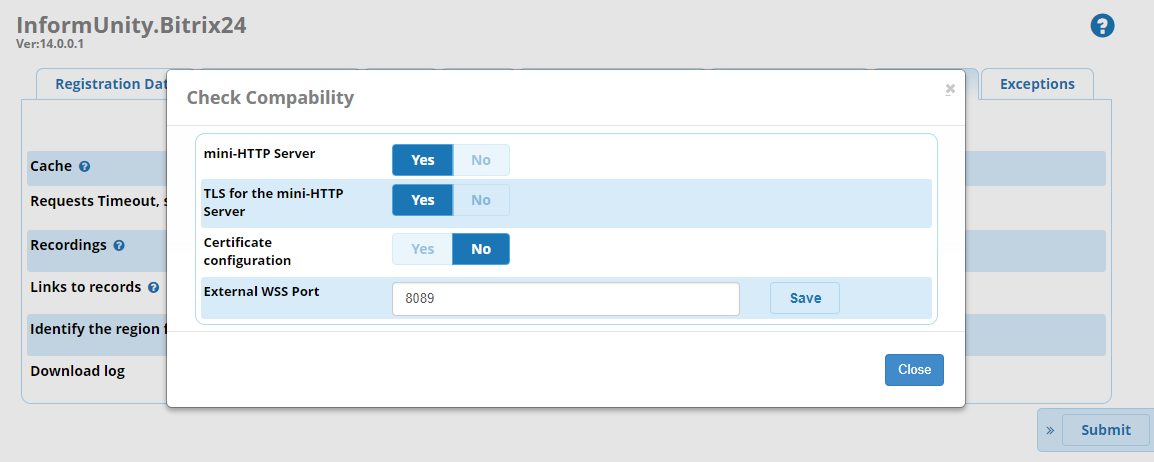 InformUnity.Bitrix24
Ver:14.0.0.1
?
Registration Dat
Exceptions
Check Compability
×
Cache ?
Requests Timeout, s
Recordings ?
Links to records ?
Identify the region f
Download log
mini-HTTP Server
Yes No
TLS for the mini-HTTP
Server
Yes No
Certificate
configuration
Yes No
External WSS Port
8089
Save
Close
» Submit